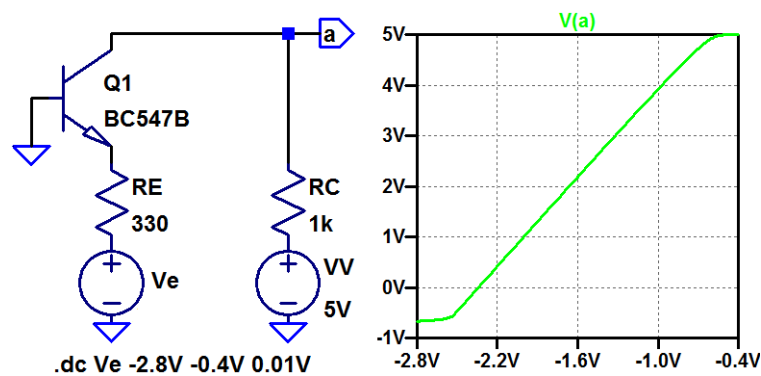 a
Q1
BC547B
RE
330
RC
1k
Ve
VV
5V
.dc Ve -2.8V -0.4V 0.01V
V(a)
5V
4V
3V
2V
1V
0V
-1V
-2.8V -2.2V -1.6V -1.0V -0.4V